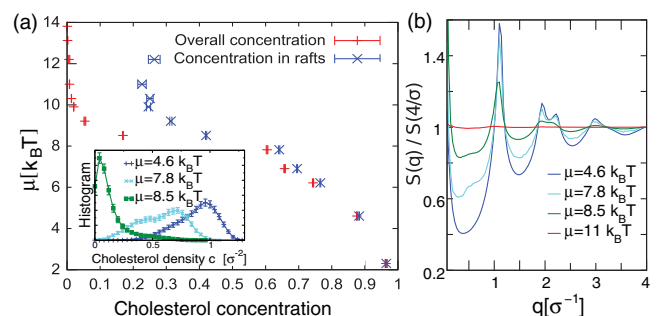 (a)
Overall concentration
Concentration in rafts
μ[k_BT]
14
12
10
8
6
4
2
0
0.1
0.2
0.3
0.4
0.5
0.6
0.7
0.8
0.9
1
Cholesterol concentration
Histogram
μ=4.6 k_BT
μ=7.8 k_BT
μ=8.5 k_BT
0
0.5
1
Cholesterol density c [σ⁻²]
b)
S(q) / S(4/σ)
1.4
1
0.6
0.2
μ=4.6 k_BT
μ=7.8 k_BT
μ=8.5 k_BT
μ=11 k_BT
1
2
3
4
q[σ⁻¹]